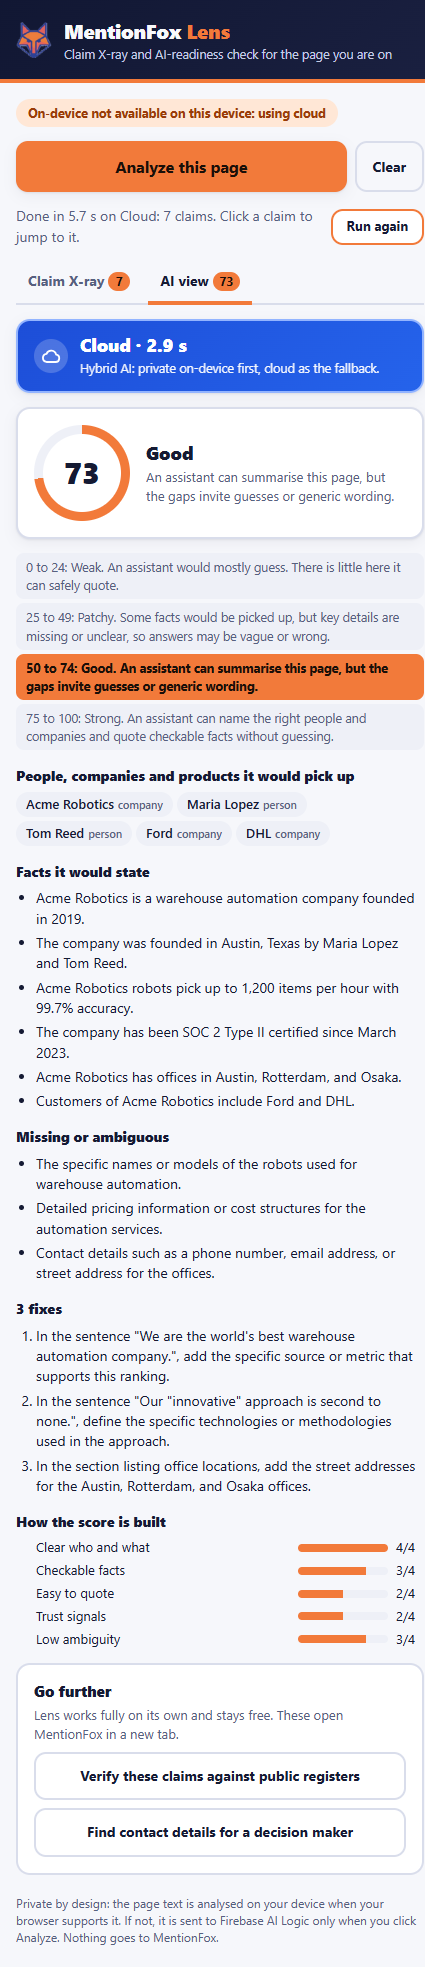 MentionFox Lens
Claim X-ray and AI-readiness check for the page you are on
On-device not available on this device: using cloud
Analyze this page
Clear
Done in 5.7 s on Cloud: 7 claims. Click a claim to
jump to it.
Run again
Claim X-ray 7
AI view 73
Cloud · 2.9 s
Hybrid AI: private on-device first, cloud as the fallback.
73
Good
An assistant can summarise this page, but
the gaps invite guesses or generic wording.
0 to 24: Weak. An assistant would mostly guess. There is little here it
can safely quote.
25 to 49: Patchy. Some facts would be picked up, but key details are
missing or unclear, so answers may be vague or wrong.
50 to 74: Good. An assistant can summarise this page, but the
gaps invite guesses or generic wording.
75 to 100: Strong. An assistant can name the right people and
companies and quote checkable facts without guessing.
People, companies and products it would pick up
Acme Robotics company
Maria Lopez person
Tom Reed person
Ford company
DHL company
Facts it would state
• Acme Robotics is a warehouse automation company founded
in 2019.
• The company was founded in Austin, Texas by Maria Lopez
and Tom Reed.
• Acme Robotics robots pick up to 1,200 items per hour with
99.7% accuracy.
• The company has been SOC 2 Type II certified since March
2023.
• Acme Robotics has offices in Austin, Rotterdam, and Osaka.
• Customers of Acme Robotics include Ford and DHL.
Missing or ambiguous
• The specific names or models of the robots used for
warehouse automation.
• Detailed pricing information or cost structures for the
automation services.
• Contact details such as a phone number, email address, or
street address for the offices.
3 fixes
1. In the sentence "We are the world's best warehouse
automation company.", add the specific source or metric that
supports this ranking.
2. In the sentence "Our "innovative" approach is second to
none.", define the specific technologies or methodologies
used in the approach.
3. In the section listing office locations, add the street addresses
for the Austin, Rotterdam, and Osaka offices.
How the score is built
Clear who and what 4/4
Checkable facts 3/4
Easy to quote 2/4
Trust signals 2/4
Low ambiguity 3/4
Go further
Lens works fully on its own and stays free. These open
MentionFox in a new tab.
Verify these claims against public registers
Find contact details for a decision maker
Private by design: the page text is analysed on your device when your
browser supports it. If not, it is sent to Firebase AI Logic only when you click
Analyze. Nothing goes to MentionFox.